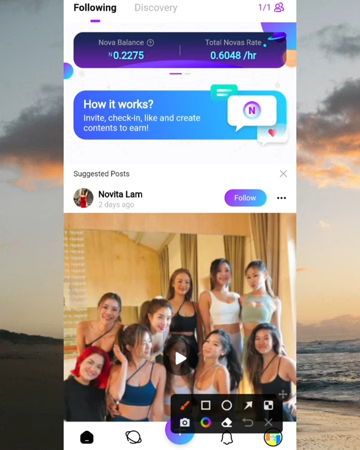 Following Discovery 1/1
Nova Balance ? Total Novas Rate
N0.2275 0.6048 /hr
How it works?
N
Invite, check-in, like and create
contents to earn!
Suggested Posts
Novita Lam Follow
2 days ago